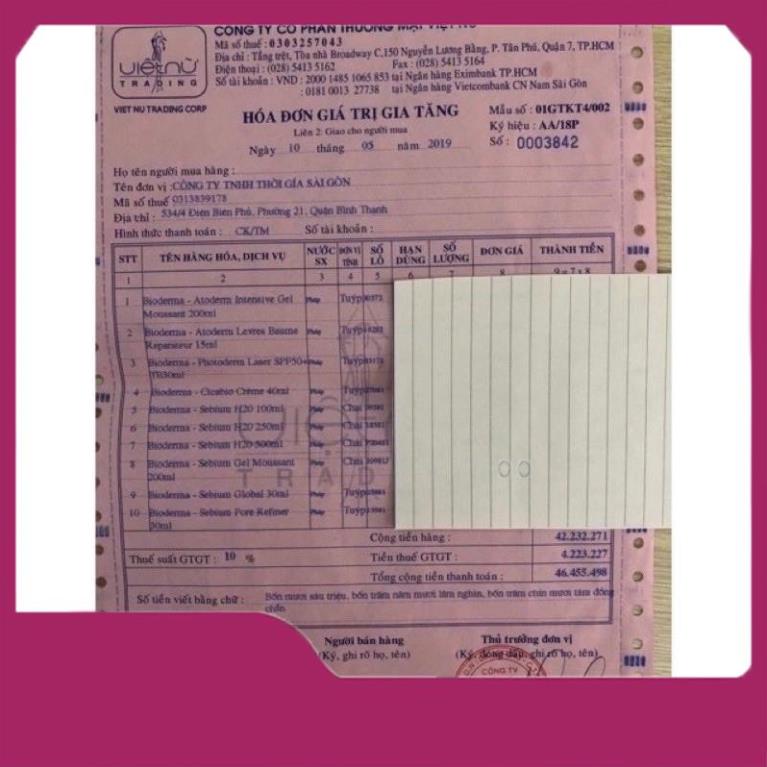 CÔNG TY CỔ PHẦN THƯƠNG MẠI VIỆT NỮ
Mã số thuế : 0303257043
Địa chỉ : Tầng trệt, Tòa nhà Broadway C,150 Nguyễn Lương Bằng, P. Tân Phú, Quận 7, TP.HCM
Điện thoại : (028) 5413 5162 Fax : (028) 5413 5164
Số tài khoản : VND : 2000 1485 1065 853 tại Ngân hàng Eximbank TP.HCM
: 0181 0013 27738 tại Ngân hàng Vietcombank CN Nam Sài Gòn
VIỆT NỮ
TRADING
VIET NU TRADING CORP
HÓA ĐƠN GIÁ TRỊ GIA TĂNG
Liên 2: Giao cho người mua
Ngày 10 tháng 05 năm 2019
Mẫu số : 01GTKT4/002
Ký hiệu : AA/18P
Số : 0003842
Họ tên người mua hàng :
Tên đơn vị :CÔNG TY TNHH THỜI GÍA SÀI GÒN
Mã số thuế 0313839178
Địa chỉ : 534/4 Điện Biên Phủ, Phường 21, Quận Bình Thạnh
Hình thức thanh toán : CK/TM Số tài khoản :
STT TÊN HÀNG HÓA, DỊCH VỤ NƯỚC SX ĐƠN VỊ TÍNH SỐ LÔ HẠN DÙNG SỐ LƯỢNG ĐƠN GIÁ THÀNH TIỀN
1 2 3 4 5 6 7 8 9 = 7 x 8
1 Bioderma - Atoderm Intensive Gel Pháp Tuýp
Moussant 200ml
2 Bioderma - Atoderm Levres Baume Pháp Tuýp
Reparateur 15ml
3 Bioderma - Photoderm Laser SPF50+ Pháp Tuýp
TB30ml
4 Bioderma - Cicabio Crème 40ml Pháp Tuýp
5 Bioderma - Sebium H20 100ml Pháp Chai
6 Bioderma - Sebium H20 250ml Pháp Chai
7 Bioderma - Sebium H20 500ml Pháp Chai
8 Bioderma - Sebium Gel Moussant Pháp Chai
200ml
9 Bioderma - Sebium Global 30ml Pháp Tuýp
10 Bioderma - Sebium Pore Refiner Pháp Tuýp
30ml
Cộng tiền hàng : 42.232.271
Thuế suất GTGT : 10 % Tiền thuế GTGT : 4.223.227
Tổng cộng tiền thanh toán : 46.455.498
Số tiền viết bằng chữ : Bốn mươi sáu triệu, bốn trăm năm mươi lăm nghìn, bốn trăm chín mươi tám đồng
chẵn
Người bán hàng Thủ trưởng đơn vị
(Ký, ghi rõ họ, tên) (Ký, đóng dấu, ghi rõ họ, tên)
CÔNG TY